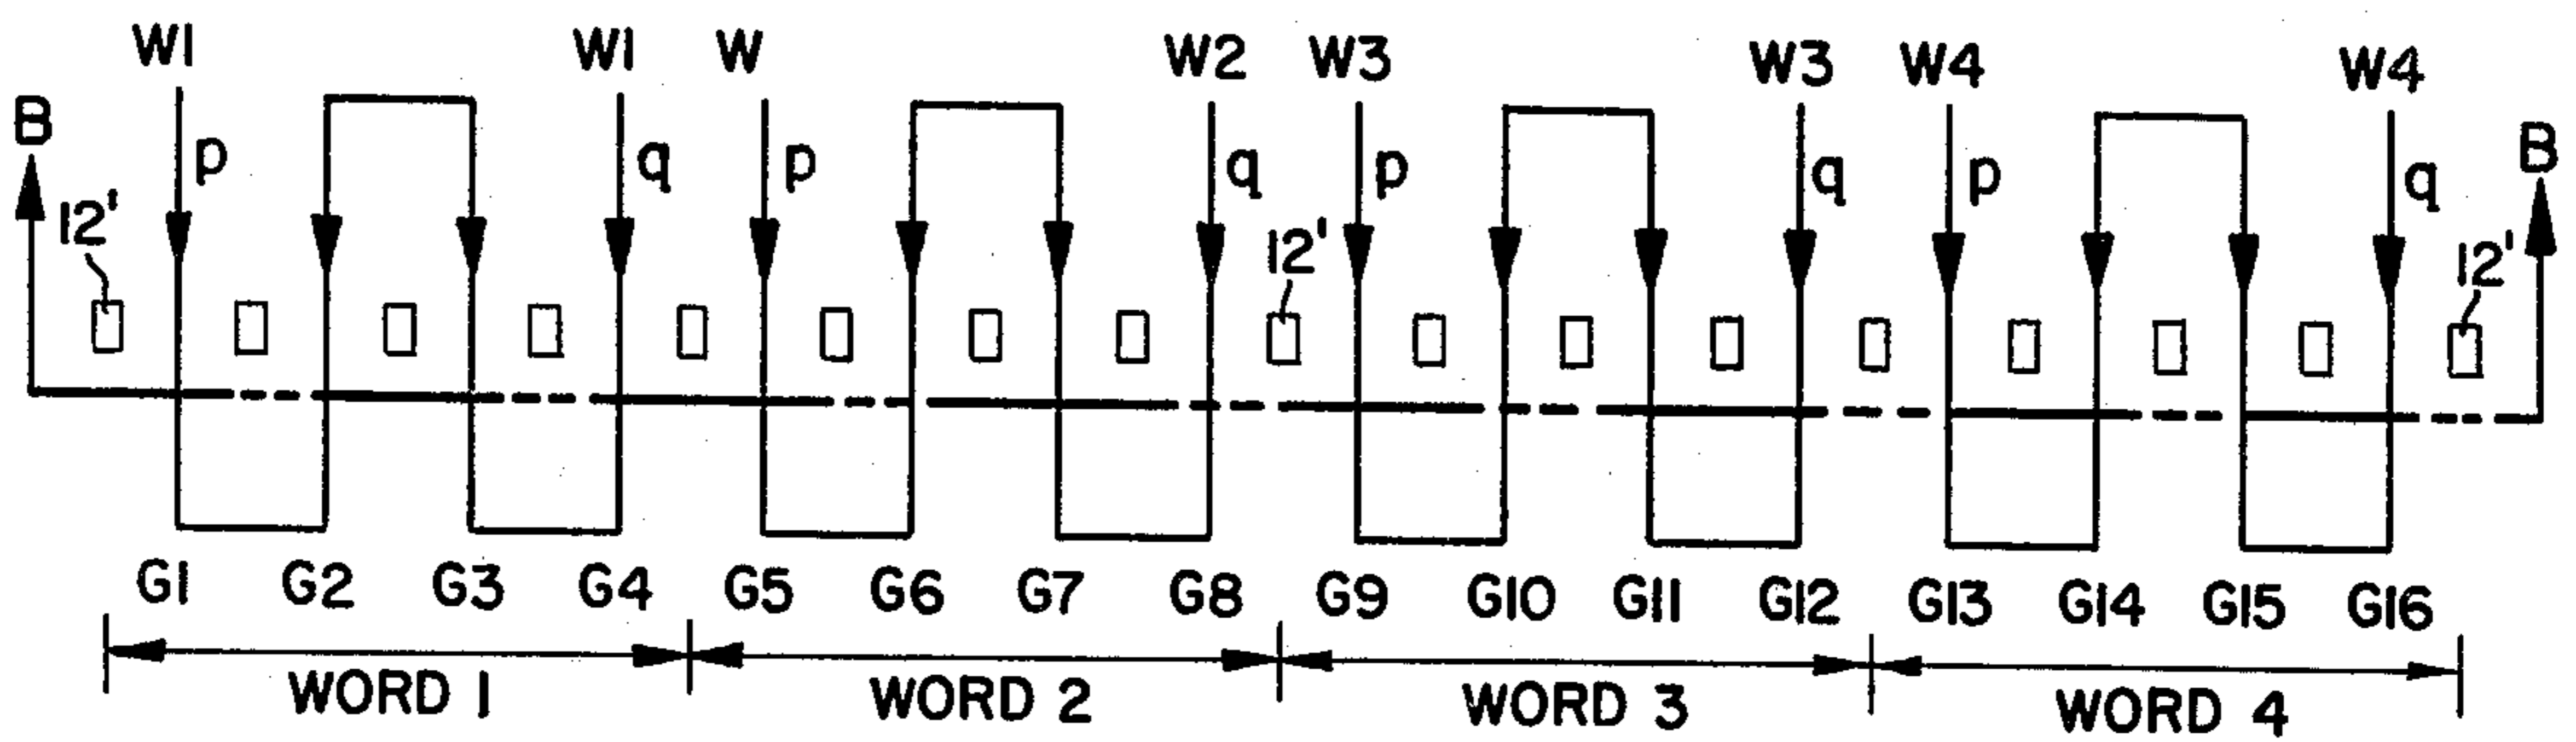 W1 W1 W W2 W3 W3 W4 W4
B p q p q p q p q B
12' 12' 12'
G1 G2 G3 G4 G5 G6 G7 G8 G9 G10 G11 G12 G13 G14 G15 G16
WORD 1 WORD 2 WORD 3 WORD 4